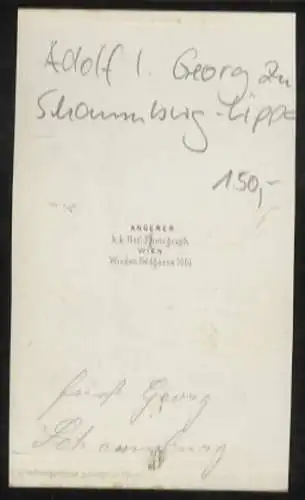 Adolf I. Georg zu
Schaumburg-Lippe
150,-
ANGERER
k.k. Hof-Photograph
WIEN
Fürst Georg
Schaumburg